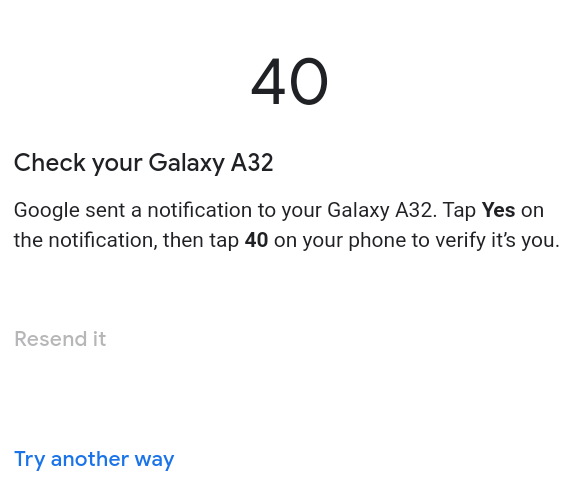 40
Check your Galaxy A32
Google sent a notification to your Galaxy A32. Tap Yes on
the notification, then tap 40 on your phone to verify it’s you.
Resend it
Try another way